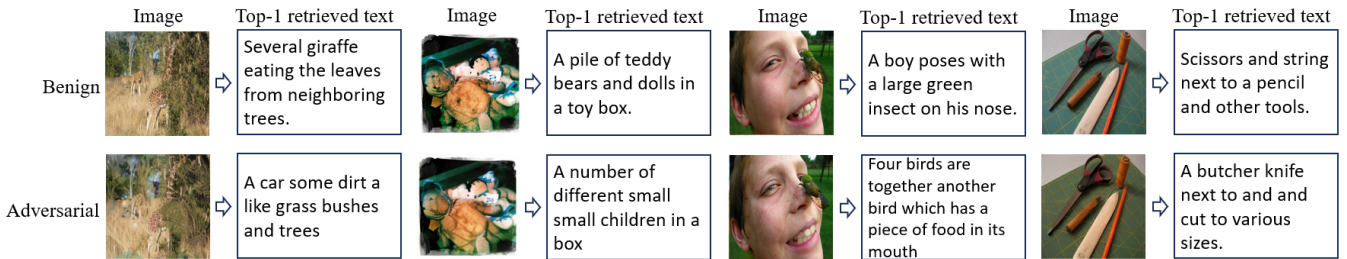 Image Top-1 retrieved text Image Top-1 retrieved text Image Top-1 retrieved text Image Top-1 retrieved text
Benign
Several giraffe
eating the leaves
from neighboring
trees.
A pile of teddy
bears and dolls in
a toy box.
A boy poses with
a large green
insect on his nose.
Scissors and string
next to a pencil
and other tools.
Adversarial
A car some dirt a
like grass bushes
and trees
A number of
different small
small children in a
box
Four birds are
together another
bird which has a
piece of food in its
mouth
A butcher knife
next to and and
cut to various
sizes.